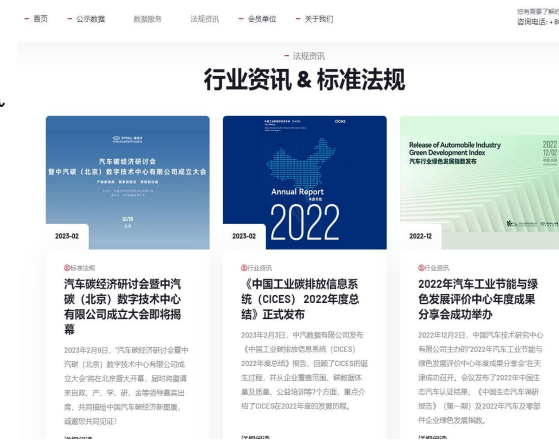 首页
公示数据
数据服务
法规资讯
会员单位
关于我们
您有需要了解的
咨询电话：+8
法规资讯
行业资讯 & 标准法规
汽车碳经济研讨会
暨中汽碳（北京）数字技术中心有限公司成立大会
2023-02
标准法规
汽车碳经济研讨会暨中汽
碳（北京）数字技术中心
有限公司成立大会即将揭
幕
2023年2月9日，“汽车碳经济研讨会暨中
汽碳（北京）数字技术中心有限公司成
立大会”将在北京盛大开幕，届时将邀请
来自政、产、学、研、金等领导嘉宾出
席，共同描绘中国汽车碳经济新图景，
诚邀您共同见证！
详细阅读
CICES
Annual Report
年度总结
2022
2023-02
行业资讯
《中国工业碳排放信息系
统（CICES） 2022年度总
结》正式发布
2023年2月3日，中汽数据有限公司发布
《中国工业碳排放信息系统（CICES）
2022年度总结》报告，回顾了CICES的诞
生过程，并从企业覆盖范围、碳数据体
量及质量、公益培训等7个方面，重点介
绍了CICES在2022年度的发展历程。
详细阅读
Release of Automobile Industry
Green Development Index
汽车行业绿色发展指数发布
2022
12/02
2022-12
行业资讯
2022年汽车工业节能与绿
色发展评价中心年度成果
分享会成功举办
2022年12月2日，中国汽车技术研究中心
有限公司主办的“2022年汽车工业节能与
绿色发展评价中心年度成果分享会”在天
津成功召开。会议发布了2022年中国生
态汽车认证结果、《中国生态汽车调研
报告》（第一期）及2022年汽车及零部
件企业绿色发展指数。
详细阅读